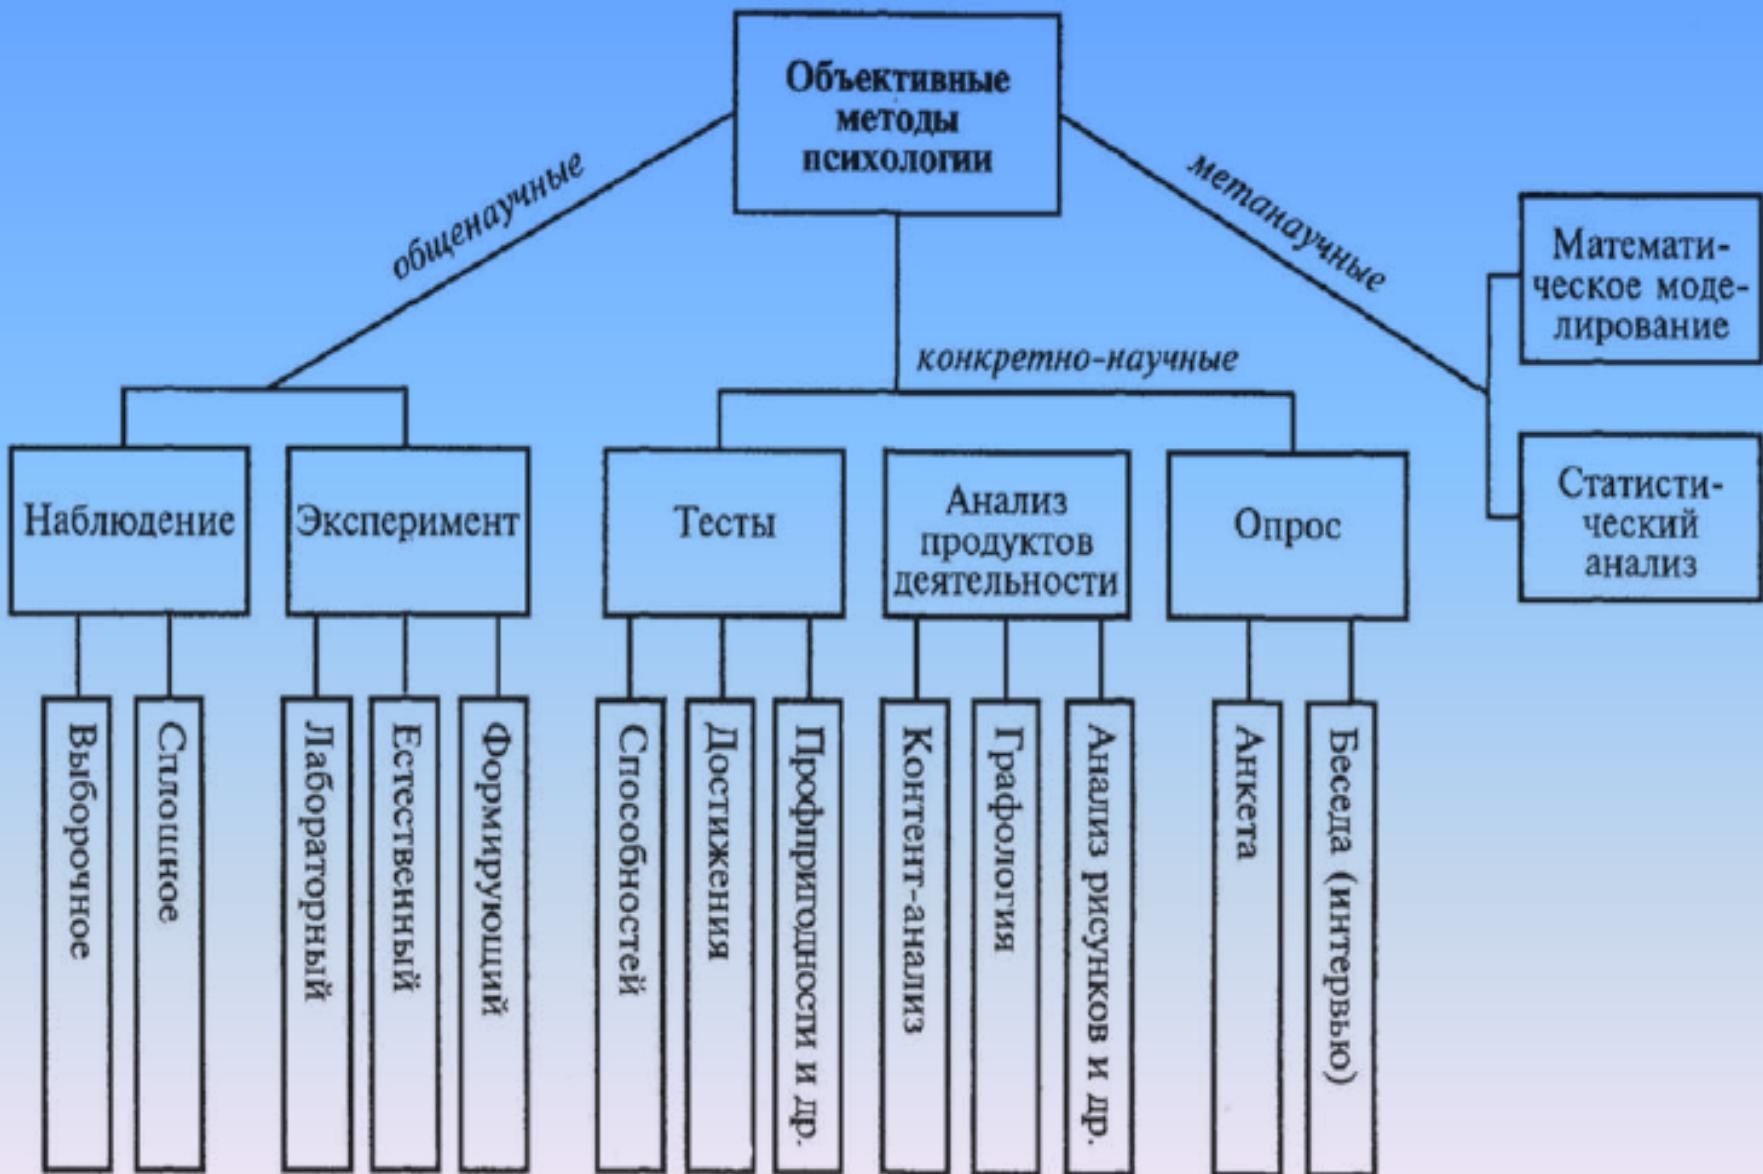 Объективные
методы
психологии
общенаучные
метанаучные
конкретно-научные
Математи-
ческое моде-
лирование
Статисти-
ческий
анализ
Наблюдение
Эксперимент
Тесты
Анализ
продуктов
деятельности
Опрос
Выборочное
Сплошное
Лабораторный
Естественный
Формирующий
Способностей
Достижения
Профпригодности и др.
Контент-анализ
Графология
Анализ рисунков и др.
Анкета
Беседа (интервью)